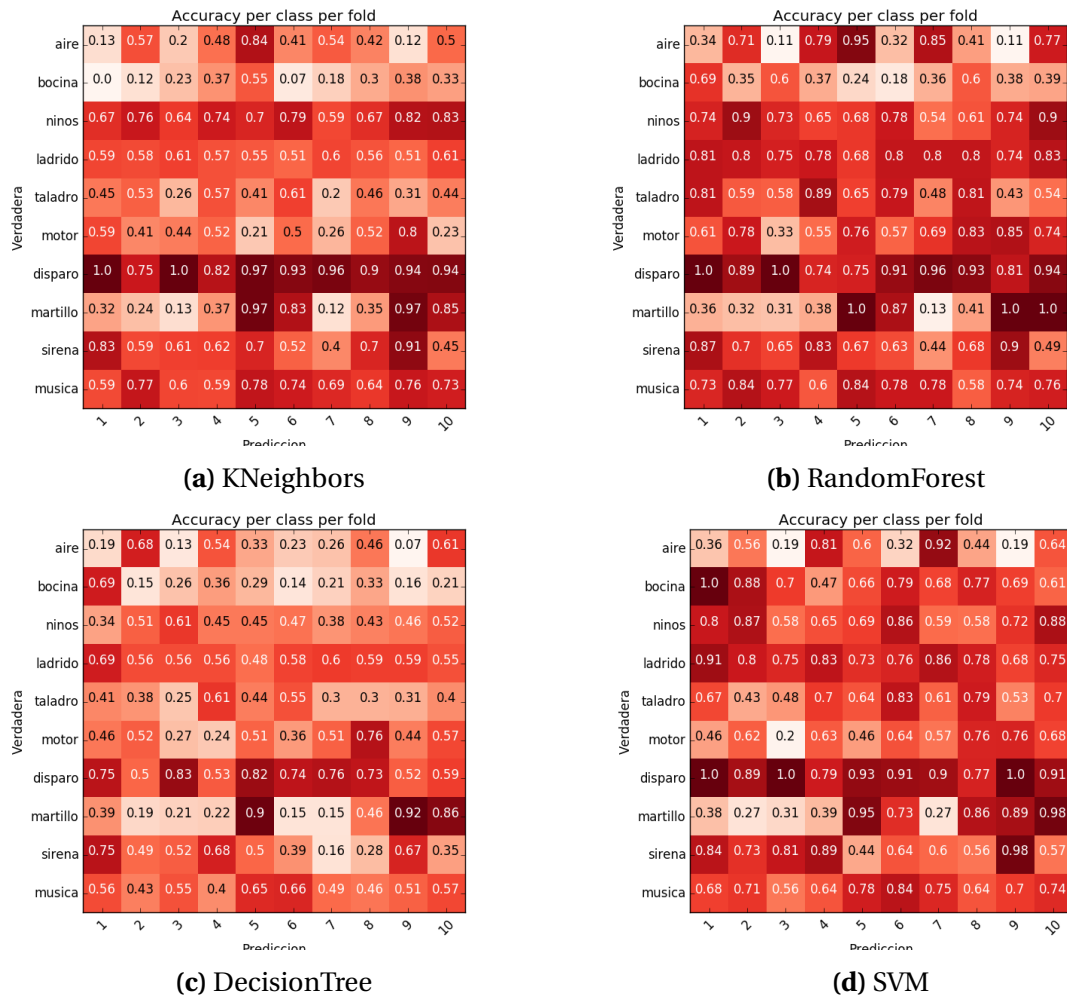 Accuracy per class per fold
aire 0.13 0.57 0.2 0.48 0.84 0.41 0.54 0.42 0.12 0.5
bocina 0.0 0.12 0.23 0.37 0.55 0.07 0.18 0.3 0.38 0.33
ninos 0.67 0.76 0.64 0.74 0.7 0.79 0.59 0.67 0.82 0.83
ladrido 0.59 0.58 0.61 0.57 0.55 0.51 0.6 0.56 0.51 0.61
taladro 0.45 0.53 0.26 0.57 0.41 0.61 0.2 0.46 0.31 0.44
Verdadera
motor 0.59 0.41 0.44 0.52 0.21 0.5 0.26 0.52 0.8 0.23
disparo 1.0 0.75 1.0 0.82 0.97 0.93 0.96 0.9 0.94 0.94
martillo 0.32 0.24 0.13 0.37 0.97 0.83 0.12 0.35 0.97 0.85
sirena 0.83 0.59 0.61 0.62 0.7 0.52 0.4 0.7 0.91 0.45
musica 0.59 0.77 0.6 0.59 0.78 0.74 0.69 0.64 0.76 0.73
1 2 3 4 5 6 7 8 9 10
Prediccion
(a) KNeighbors
Accuracy per class per fold
aire 0.34 0.71 0.11 0.79 0.95 0.32 0.85 0.41 0.11 0.77
bocina 0.69 0.35 0.6 0.37 0.24 0.18 0.36 0.6 0.38 0.39
ninos 0.74 0.9 0.73 0.65 0.68 0.78 0.54 0.61 0.74 0.9
ladrido 0.81 0.8 0.75 0.78 0.68 0.8 0.8 0.8 0.74 0.83
taladro 0.81 0.59 0.58 0.89 0.65 0.79 0.48 0.81 0.43 0.54
Verdadera
motor 0.61 0.78 0.33 0.55 0.76 0.57 0.69 0.83 0.85 0.74
disparo 1.0 0.89 1.0 0.74 0.75 0.91 0.96 0.93 0.81 0.94
martillo 0.36 0.32 0.31 0.38 1.0 0.87 0.13 0.41 1.0 1.0
sirena 0.87 0.7 0.65 0.83 0.67 0.63 0.44 0.68 0.9 0.49
musica 0.73 0.84 0.77 0.6 0.84 0.78 0.78 0.58 0.74 0.76
1 2 3 4 5 6 7 8 9 10
Prediccion
(b) RandomForest
Accuracy per class per fold
aire 0.19 0.68 0.13 0.54 0.33 0.23 0.26 0.46 0.07 0.61
bocina 0.69 0.15 0.26 0.36 0.29 0.14 0.21 0.33 0.16 0.21
ninos 0.34 0.51 0.61 0.45 0.45 0.47 0.38 0.43 0.46 0.52
ladrido 0.69 0.56 0.56 0.56 0.48 0.58 0.6 0.59 0.59 0.55
taladro 0.41 0.38 0.25 0.61 0.44 0.55 0.3 0.3 0.31 0.4
Verdadera
motor 0.46 0.52 0.27 0.24 0.51 0.36 0.51 0.76 0.44 0.57
disparo 0.75 0.5 0.83 0.53 0.82 0.74 0.76 0.73 0.52 0.59
martillo 0.39 0.19 0.21 0.22 0.9 0.15 0.15 0.46 0.92 0.86
sirena 0.75 0.49 0.52 0.68 0.5 0.39 0.16 0.28 0.67 0.35
musica 0.56 0.43 0.55 0.4 0.65 0.66 0.49 0.46 0.51 0.57
1 2 3 4 5 6 7 8 9 10
Prediccion
(c) DecisionTree
Accuracy per class per fold
aire 0.36 0.56 0.19 0.81 0.6 0.32 0.92 0.44 0.19 0.64
bocina 1.0 0.88 0.7 0.47 0.66 0.79 0.68 0.77 0.69 0.61
ninos 0.8 0.87 0.58 0.65 0.69 0.86 0.59 0.58 0.72 0.88
ladrido 0.91 0.8 0.75 0.83 0.73 0.76 0.86 0.78 0.68 0.75
taladro 0.67 0.43 0.48 0.7 0.64 0.83 0.61 0.79 0.53 0.7
Verdadera
motor 0.46 0.62 0.2 0.63 0.46 0.64 0.57 0.76 0.76 0.68
disparo 1.0 0.89 1.0 0.79 0.93 0.91 0.9 0.77 1.0 0.91
martillo 0.38 0.27 0.31 0.39 0.95 0.73 0.27 0.86 0.89 0.98
sirena 0.84 0.73 0.81 0.89 0.44 0.64 0.6 0.56 0.98 0.57
musica 0.68 0.71 0.56 0.64 0.78 0.84 0.75 0.64 0.7 0.74
1 2 3 4 5 6 7 8 9 10
Prediccion
(d) SVM